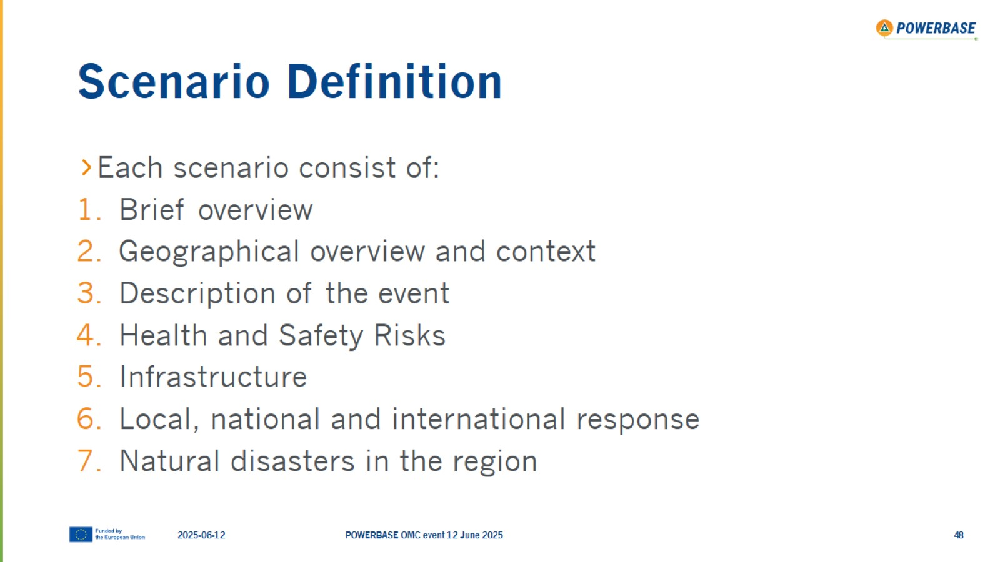 POWERBASE
Scenario Definition
Each scenario consist of:
1. Brief overview
2. Geographical overview and context
3. Description of the event
4. Health and Safety Risks
5. Infrastructure
6. Local, national and international response
7. Natural disasters in the region
Funded by
the European Union
2025-06-12
POWERBASE OMC event 12 June 2025
48